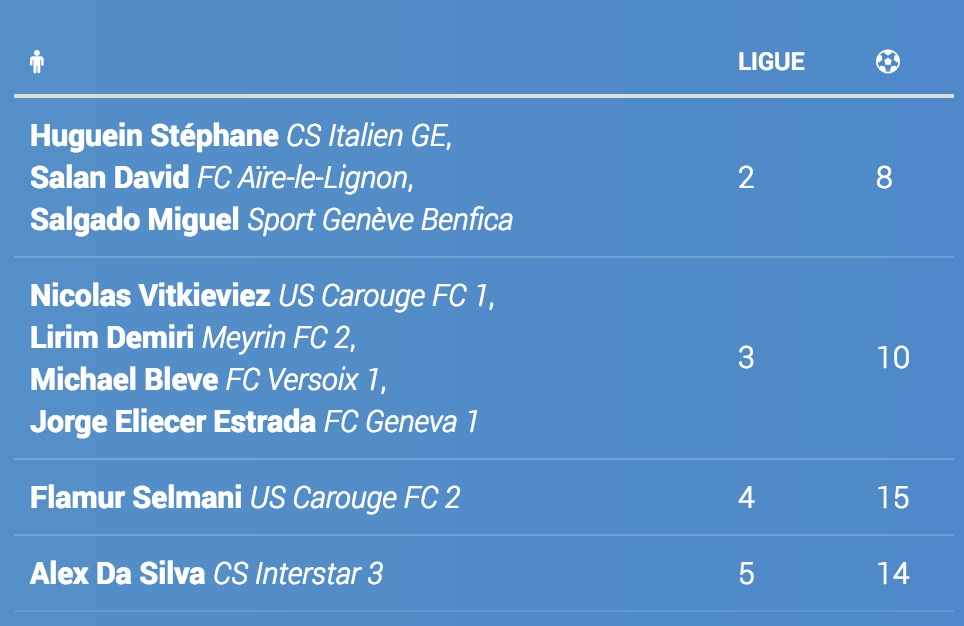 LIGUE
Huguein Stéphane CS Italien GE,
Salan David FC Aïre-le-Lignon,
Salgado Miguel Sport Genève Benfica
2 8
Nicolas Vitkieviez US Carouge FC 1,
Lirim Demiri Meyrin FC 2,
Michael Bleve FC Versoix 1,
Jorge Eliecer Estrada FC Geneva 1
3 10
Flamur Selmani US Carouge FC 2 4 15
Alex Da Silva CS Interstar 3 5 14